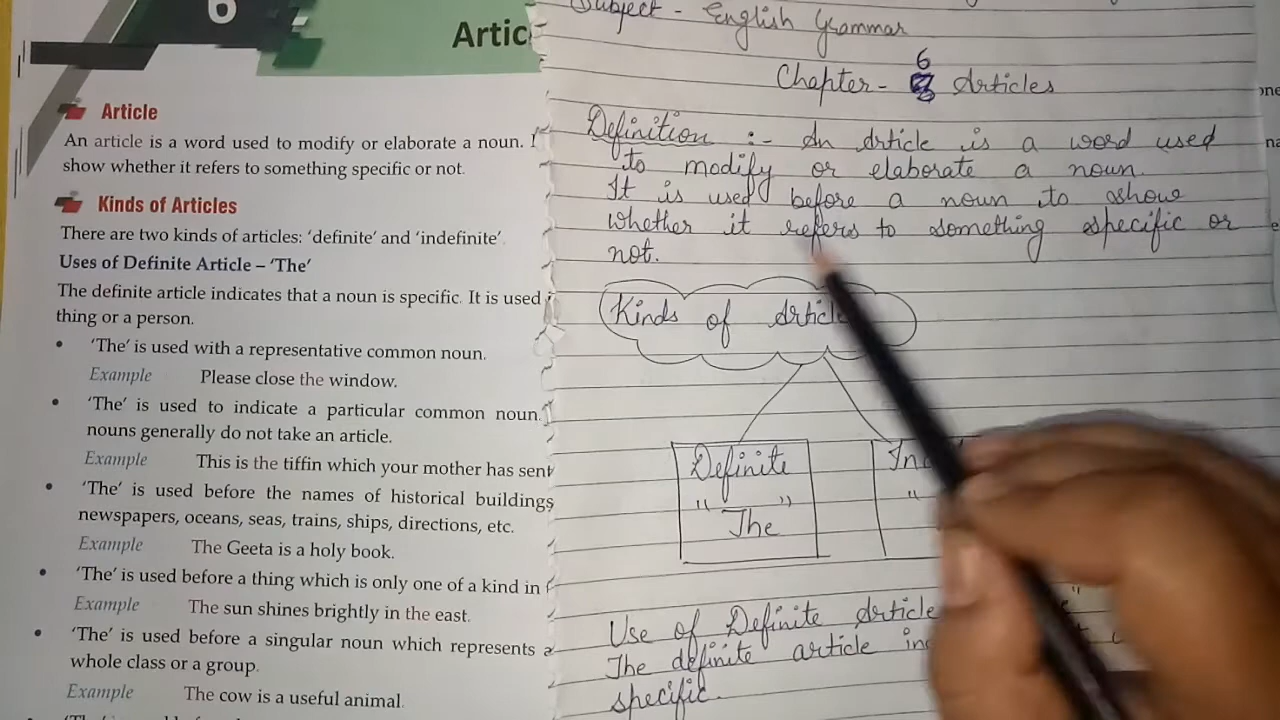 6
Artic
Article
An article is a word used to modify or elaborate a noun. I
show whether it refers to something specific or not.
Kinds of Articles
There are two kinds of articles: 'definite' and 'indefinite'.
Uses of Definite Article – 'The'
The definite article indicates that a noun is specific. It is used
thing or a person.
• 'The' is used with a representative common noun.
Example Please close the window.
• 'The' is used to indicate a particular common noun.
nouns generally do not take an article.
Example This is the tiffin which your mother has sent
• 'The' is used before the names of historical buildings
newspapers, oceans, seas, trains, ships, directions, etc.
Example The Geeta is a holy book.
• 'The' is used before a thing which is only one of a kind in
Example The sun shines brightly in the east.
• 'The' is used before a singular noun which represents a
whole class or a group.
Example The cow is a useful animal.
Subject - English Grammar
6
Chapter - Articles
Definition :- An Article is a word used
to modify or elaborate a noun.
It is used before a noun to show
whether it refers to something specific or
not.
Kinds of Article
Definite
" "
The
In
"
Use of Definite Article
The definite article in
specific.